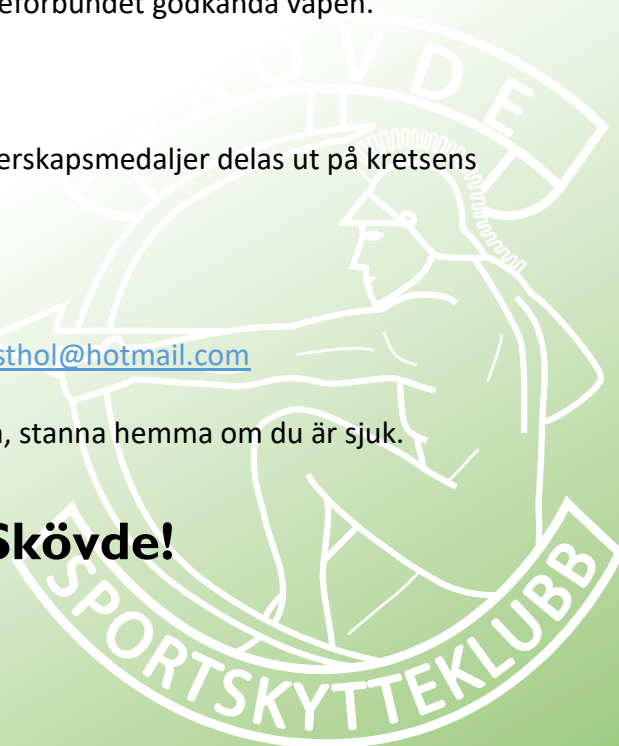 eförbundet godkända vapen.
SKÖVDE
erskapsmedaljer delas ut på kretsens
sthol@hotmail.com
, stanna hemma om du är sjuk.
Skövde!
SPORTSKYTTEKLUBB